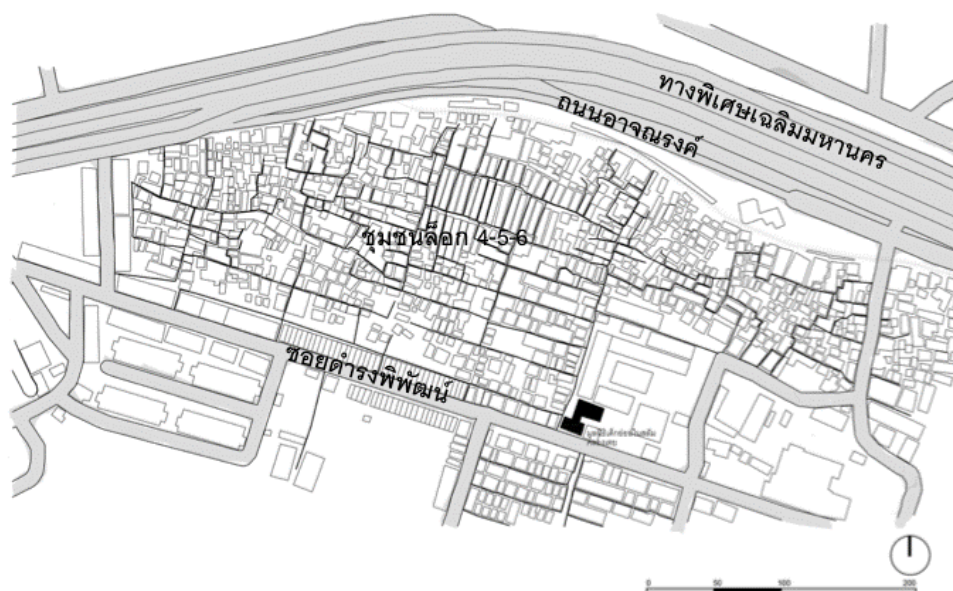 ทางพิเศษเฉลิมมหานคร
ถนนอาจณรงค์
ชุมชนล็อก 4-5-6
ซอยดำรงพิพัฒน์
0 50 100 200